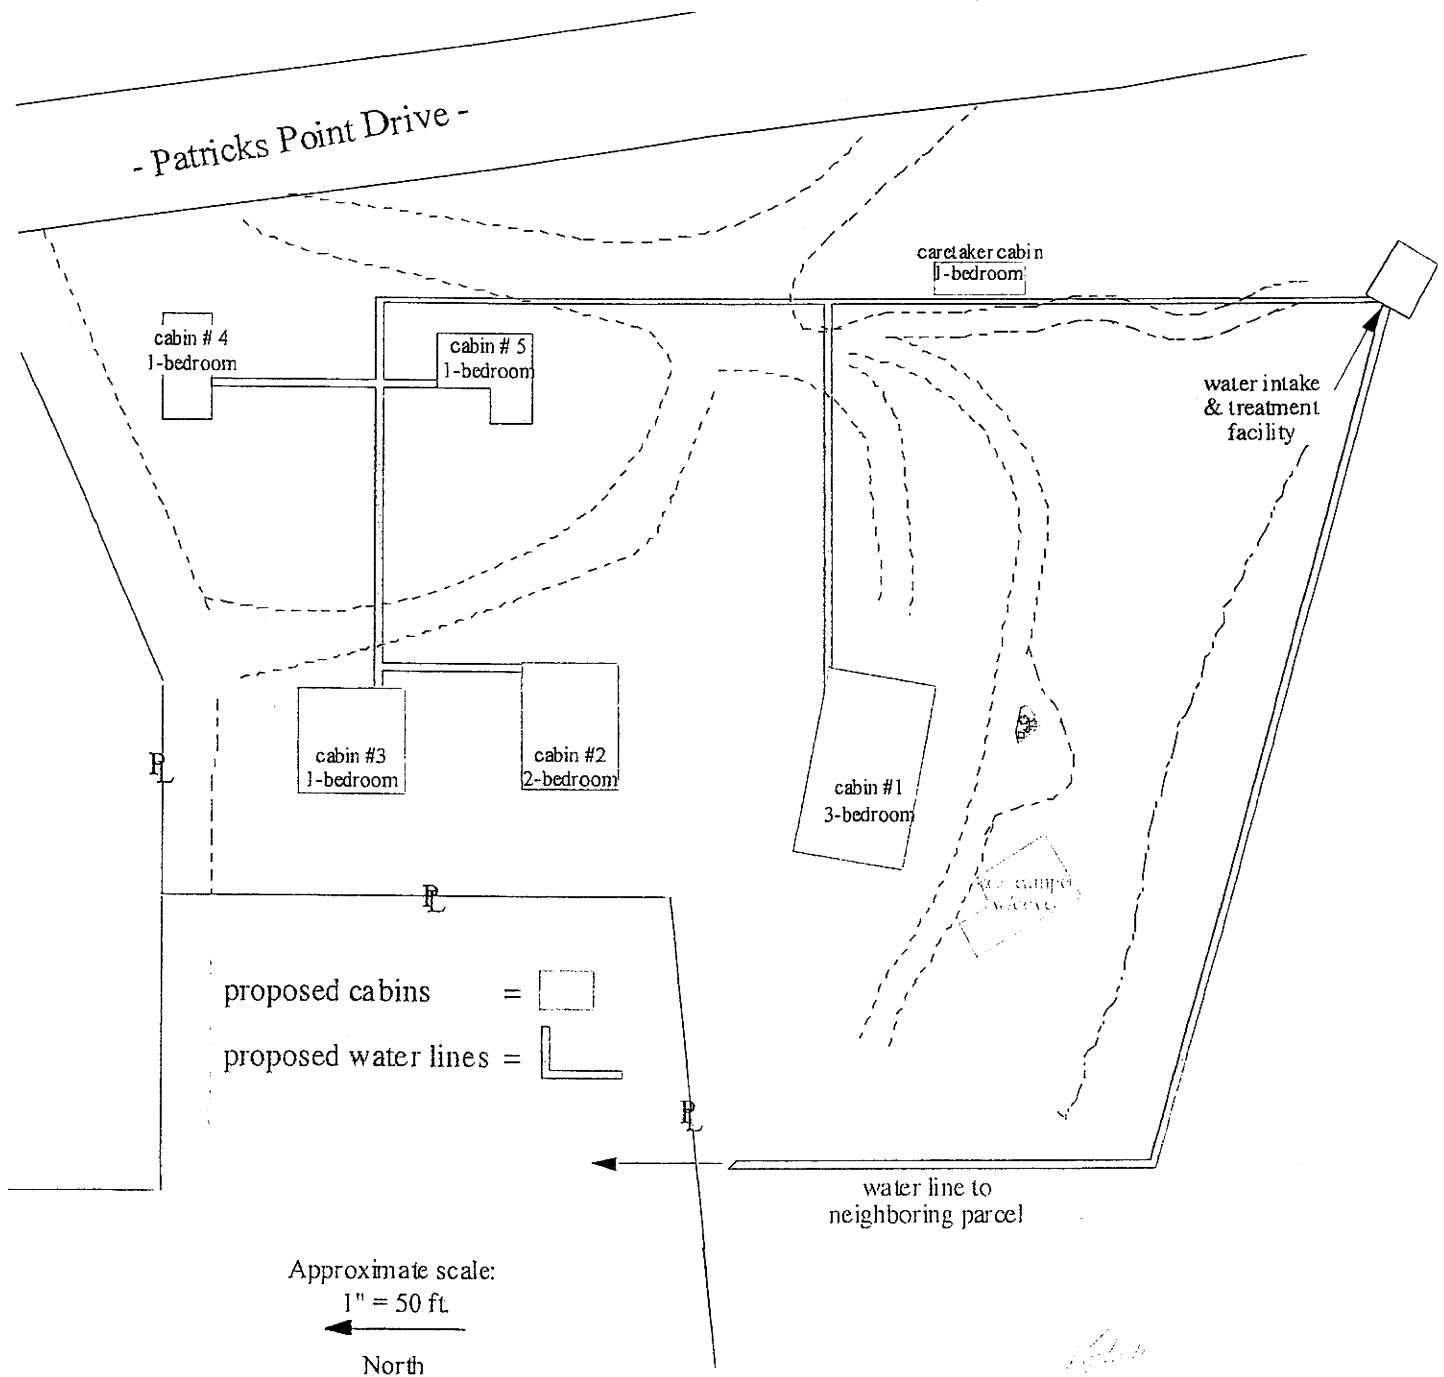 - Patricks Point Drive -
caretaker cabin
1-bedroom
cabin # 4
1-bedroom
cabin # 5
1-bedroom
water intake
& treatment
facility
cabin #3
1-bedroom
cabin #2
2-bedroom
cabin #1
3-bedroom
PL
PL
proposed cabins =
proposed water lines =
PL
water line to
neighboring parcel
Approximate scale:
1" = 50 ft.
North